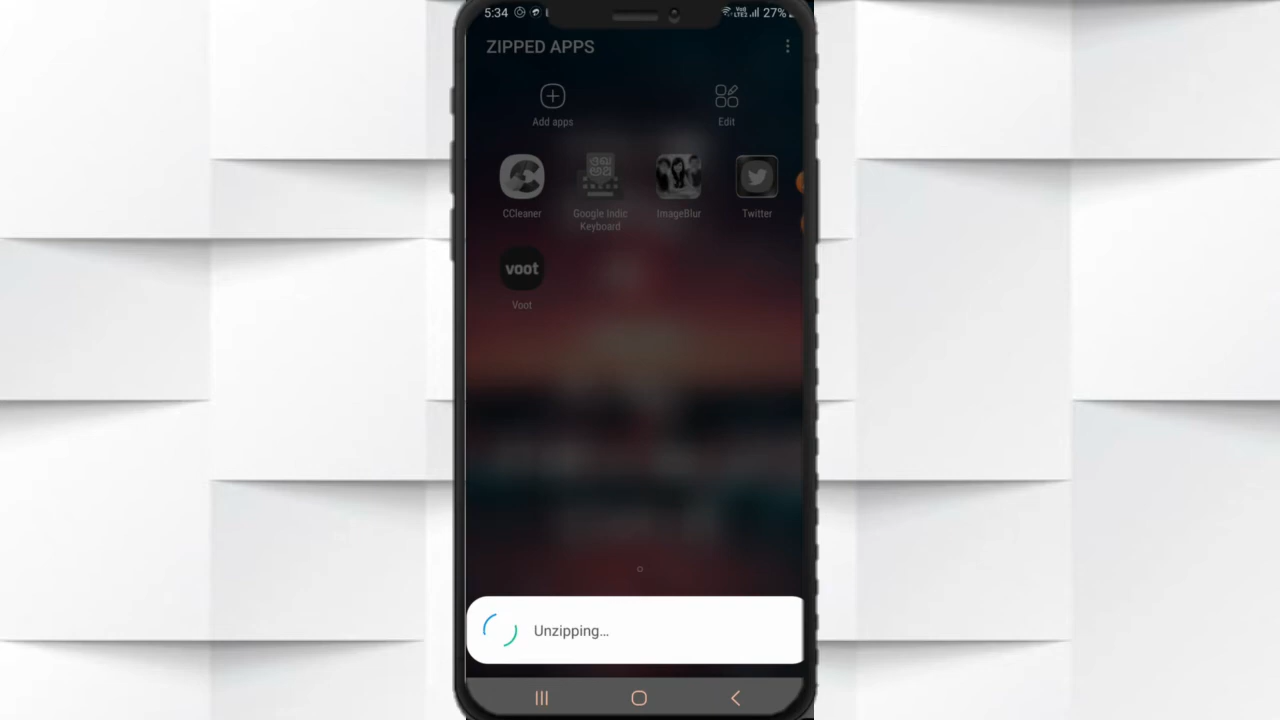 5:34
27%
ZIPPED APPS
Add apps
Edit
CCleaner
Google Indic
Keyboard
ImageBlur
Twitter
voot
Voot
Unzipping...